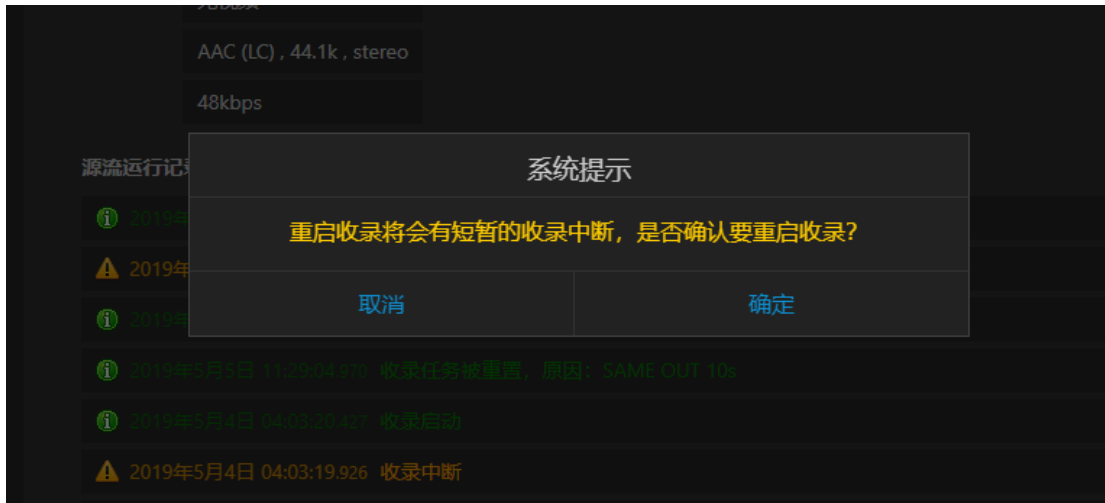 AAC (LC) , 44.1k , stereo
48kbps
源流运行记
系统提示
重启收录将会有短暂的收录中断，是否确认要重启收录？
取消
确定
2019年
2019年
2019年
2019年5月5日 11:29:04.970 收录任务被重置，原因：SAME OUT 10s
2019年5月4日 04:03:20.427 收录启动
2019年5月4日 04:03:19.926 收录中断